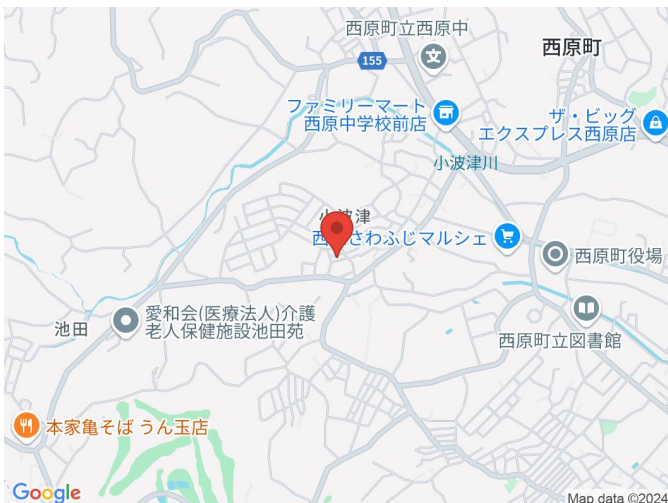 西原町立西原中
文
西原町
155
ファミリーマート
西原中学校前店
ザ・ビッグ
エクスプレス西原店
小波津川
小波津
西原さわふじマルシェ
西原町役場
愛和会(医療法人)介護
老人保健施設池田苑
池田
西原町立図書館
本家亀そば うん玉店
Google
Map data ©2024